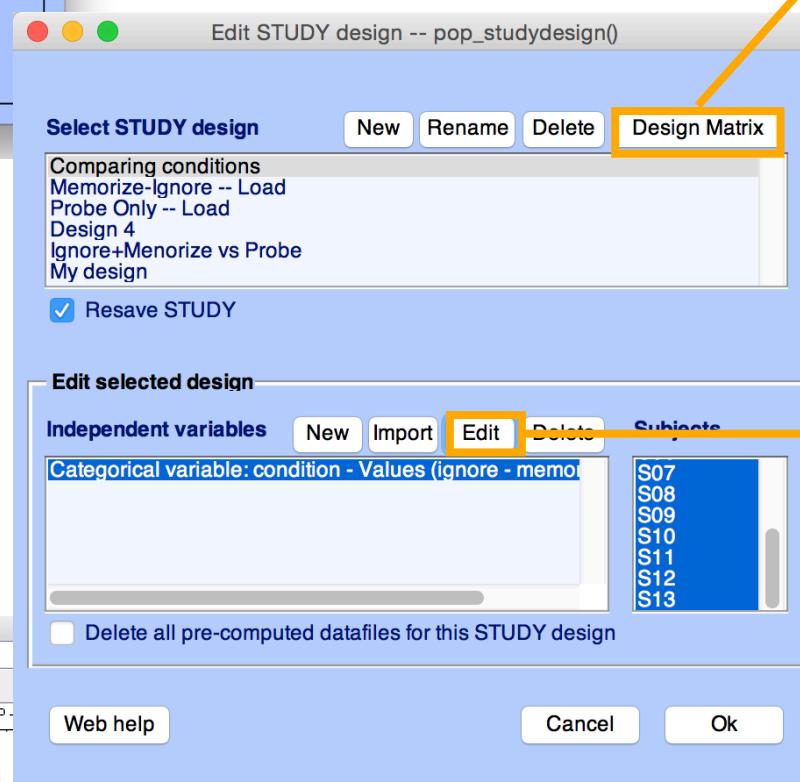 Edit STUDY design -- pop_studydesign()
Select STUDY design New Rename Delete Design Matrix
Comparing conditions
Memorize-Ignore -- Load
Probe Only -- Load
Design 4
Ignore+Menorize vs Probe
My design
Resave STUDY
Edit selected design
Independent variables New Import Edit Delete Subjects
Categorical variable: condition - Values (ignore - memor
S07
S08
S09
S10
S11
S12
S13
Delete all pre-computed datafiles for this STUDY design
Web help Cancel Ok